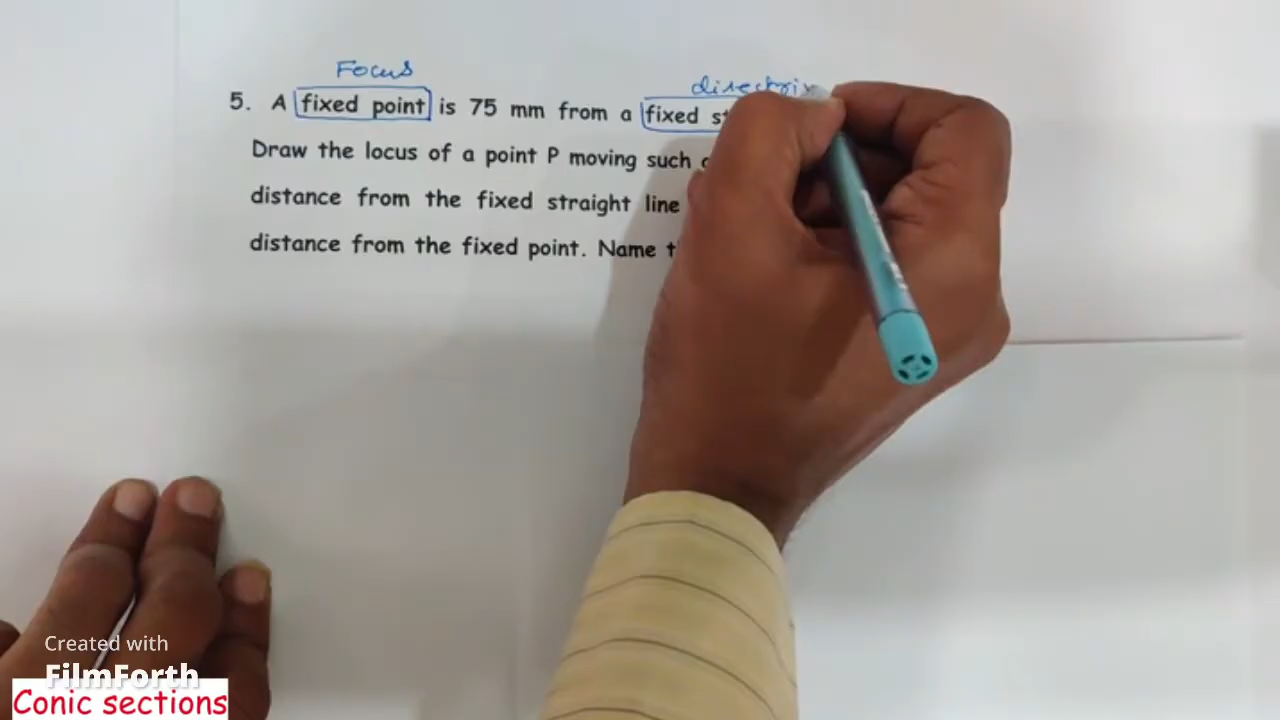 Focus
directrix
5. A fixed point is 75 mm from a fixed
Draw the locus of a point P moving such
distance from the fixed straight line
distance from the fixed point. Name
Created with
FilmForth
Conic sections